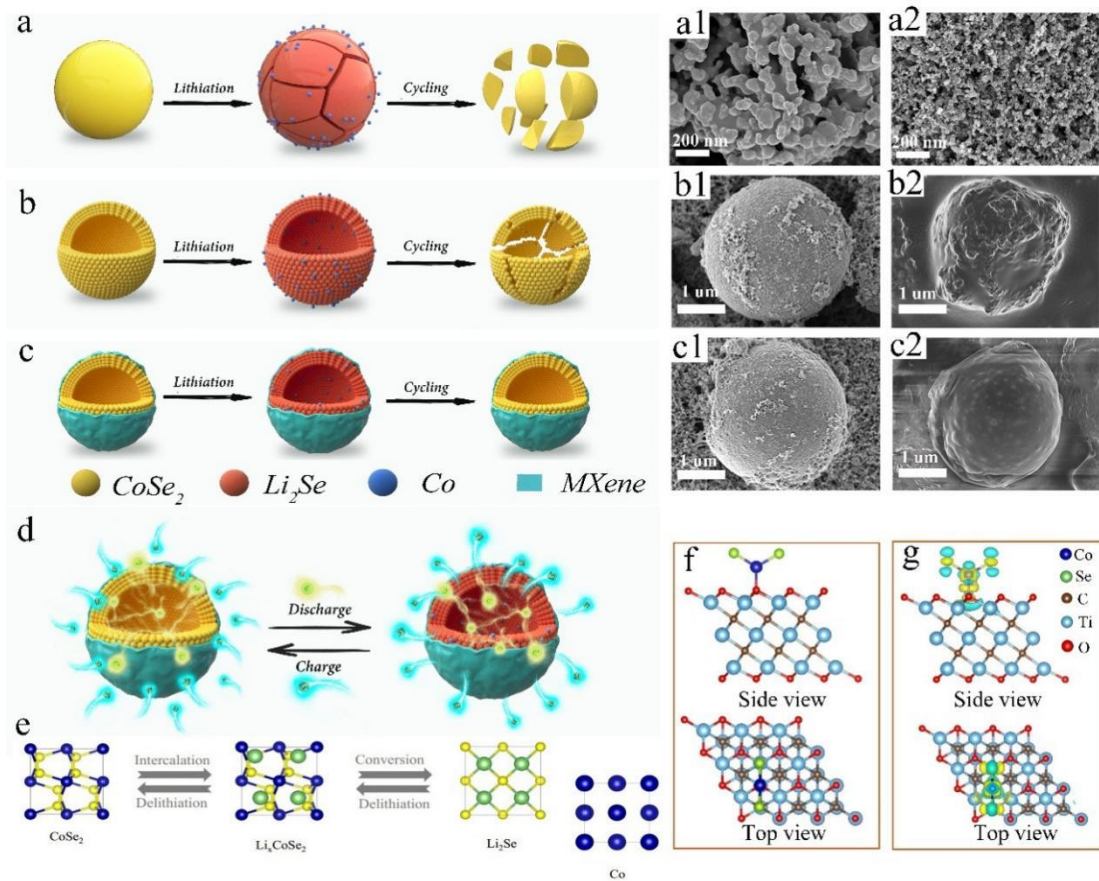 a
Lithiation
Cycling
a1
200 nm
a2
200 nm
b
Lithiation
Cycling
b1
1 um
b2
1 um
c
Lithiation
Cycling
c1
1 um
c2
1 um
CoSe₂
Li₂Se
Co
MXene
d
Discharge
Charge
e
Intercalation
Delithiation
Conversion
Delithiation
CoSe₂
LiₓCoSe₂
Li₂Se
Co
f
Side view
Top view
g
Co
Se
C
Ti
O
Side view
Top view